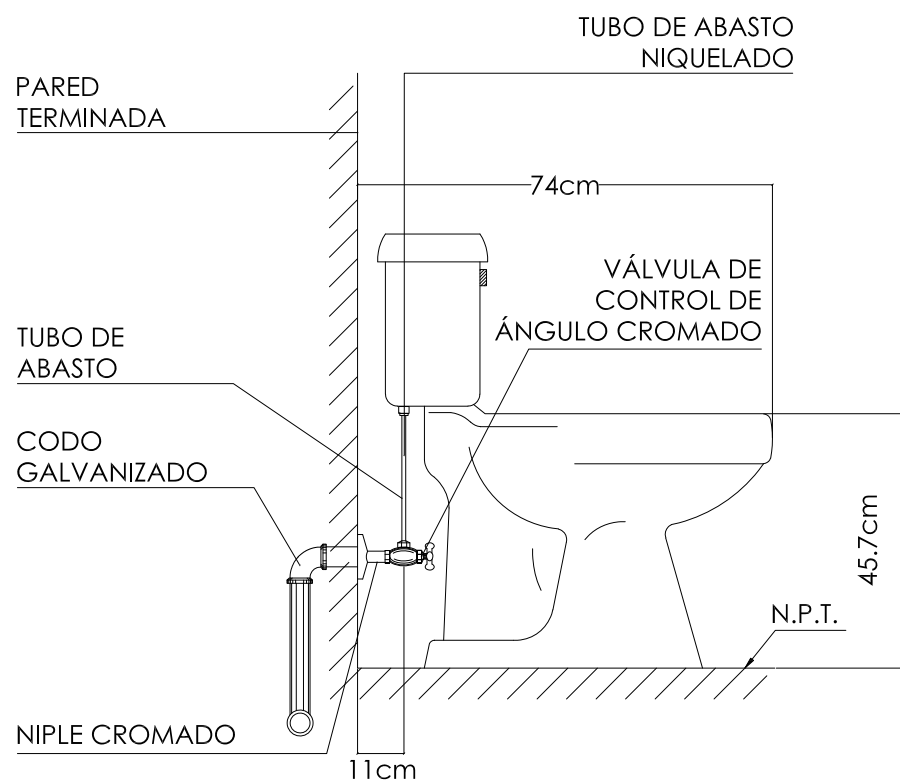 TUBO DE ABASTO
NIQUELADO
PARED
TERMINADA
74cm
VÁLVULA DE
CONTROL DE
ÁNGULO CROMADO
TUBO DE
ABASTO
CODO
GALVANIZADO
45.7cm
N.P.T.
NIPLE CROMADO
11cm